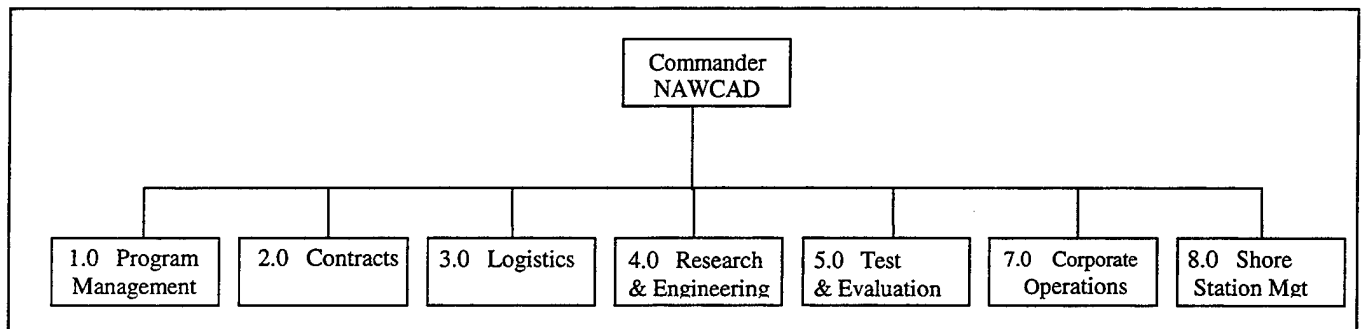 Commander
NAWCAD
1.0 Program
Management
2.0 Contracts
3.0 Logistics
4.0 Research
& Engineering
5.0 Test
& Evaluation
7.0 Corporate
Operations
8.0 Shore
Station Mgt